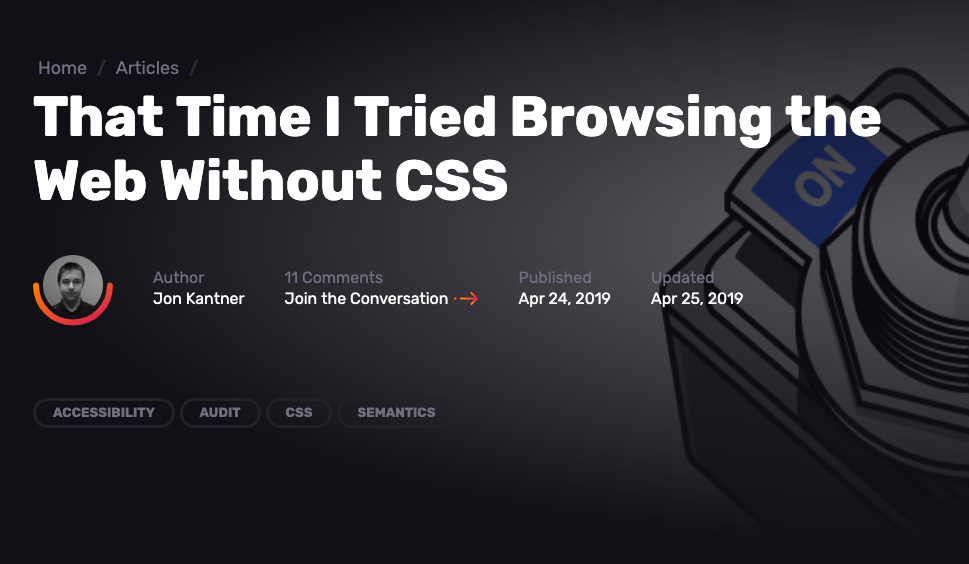 Home / Articles /
That Time I Tried Browsing the
Web Without CSS
ON
Author
Jon Kantner
11 Comments
Join the Conversation
Published
Apr 24, 2019
Updated
Apr 25, 2019
ACCESSIBILITY AUDIT CSS SEMANTICS